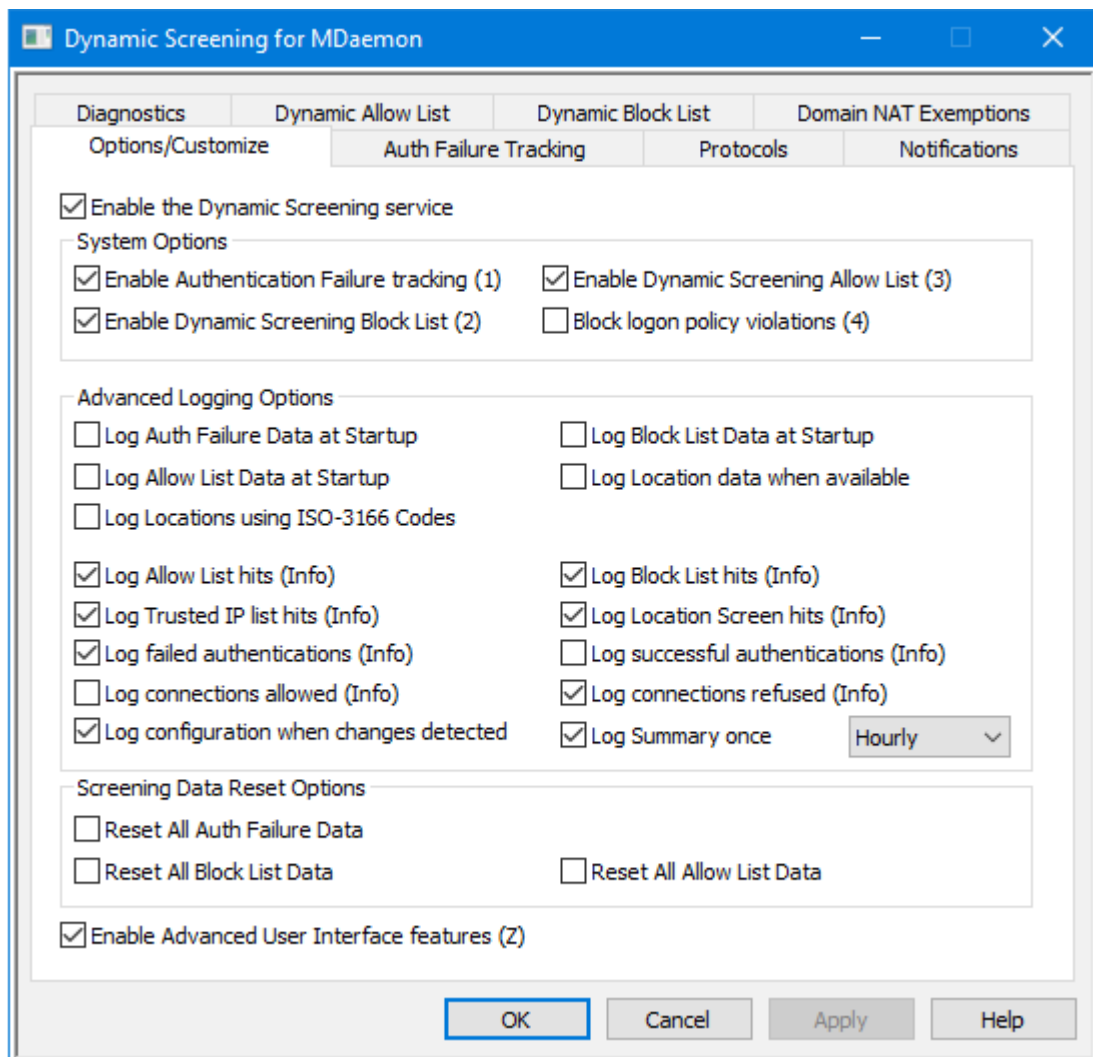 Dynamic Screening for MDaemon
Diagnostics Dynamic Allow List Dynamic Block List Domain NAT Exemptions
Options/Customize Auth Failure Tracking Protocols Notifications
Enable the Dynamic Screening service
System Options
Enable Authentication Failure tracking (1) Enable Dynamic Screening Allow List (3)
Enable Dynamic Screening Block List (2) Block logon policy violations (4)
Advanced Logging Options
Log Auth Failure Data at Startup Log Block List Data at Startup
Log Allow List Data at Startup Log Location data when available
Log Locations using ISO-3166 Codes
Log Allow List hits (Info) Log Block List hits (Info)
Log Trusted IP list hits (Info) Log Location Screen hits (Info)
Log failed authentications (Info) Log successful authentications (Info)
Log connections allowed (Info) Log connections refused (Info)
Log configuration when changes detected Log Summary once Hourly
Screening Data Reset Options
Reset All Auth Failure Data
Reset All Block List Data Reset All Allow List Data
Enable Advanced User Interface features (Z)
OK Cancel Apply Help